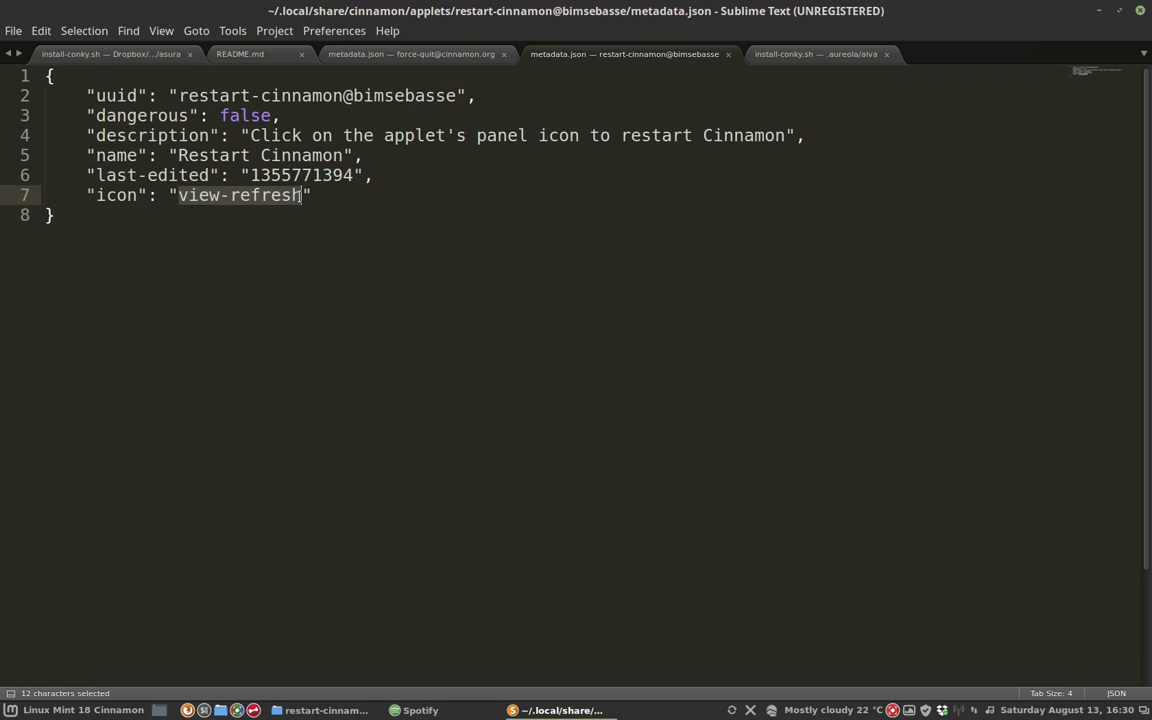 ~/.local/share/cinnamon/applets/restart-cinnamon@bimsebasse/metadata.json - Sublime Text (UNREGISTERED)
File Edit Selection Find View Goto Tools Project Preferences Help
install-conky.sh — Dropbox/.../asura README.md metadata.json — force-quit@cinnamon.org metadata.json — restart-cinnamon@bimsebasse install-conky.sh — .aureola/alva
1 {
2 "uuid": "restart-cinnamon@bimsebasse",
3 "dangerous": false,
4 "description": "Click on the applet's panel icon to restart Cinnamon",
5 "name": "Restart Cinnamon",
6 "last-edited": "1355771394",
7 "icon": "view-refresh"
8 }
12 characters selected Tab Size: 4 JSON
Linux Mint 18 Cinnamon restart-cinnam... Spotify ~/.local/share/... Mostly cloudy 22 °C Saturday August 13, 16:30